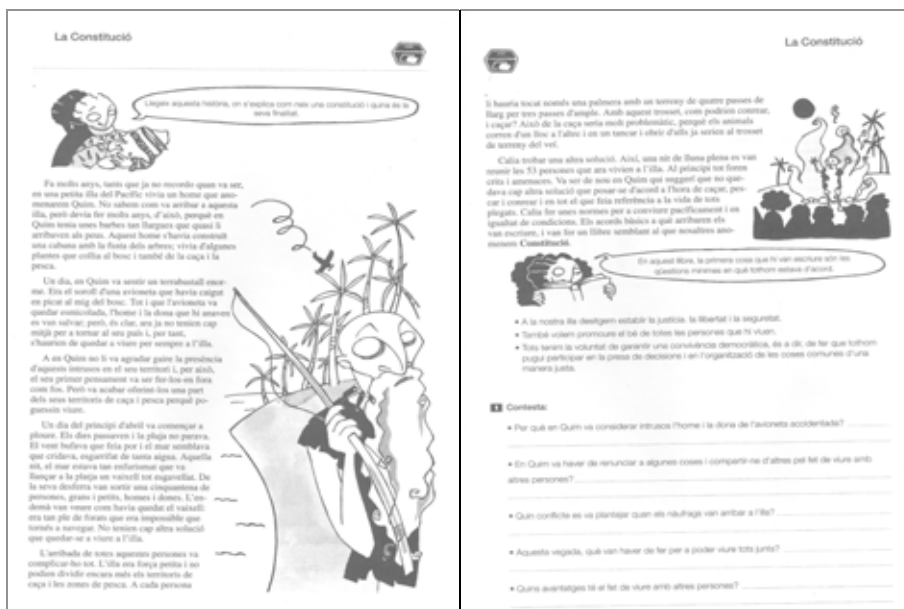 La Constitució
Llegeix aquesta història, on s'explica com neix una constitució i quina és la
seva finalitat.
Fa molts anys, tants que ja no recordo quan va ser,
en una petita illa del Pacífic vivia un home que ano-
menaren Quim. No sabem com va arribar a aquesta
illa, però devia fer molts anys, d'això, perquè en
Quim tenia unes barbes tan llargues que quasi li
arribaven als peus. Aquest home s'havia construït
una cabana amb la fusta dels arbres; vivia d'algunes
plantes que collia al bosc i també de la caça i la
pesca.
Un dia, en Quim va sentir un terrabastall enor-
me. Era el soroll d'una avioneta que havia caigut
en picat al mig del bosc. Tot i que l'avioneta va
quedar esmicolada, l'home i la dona que hi anaven
es van salvar; però, és clar, ara ja no tenien cap
mitjà per a tornar al seu país i, per tant,
s'haurien de quedar a viure per sempre a l'illa.
A en Quim no li va agradar gaire la presència
d'aquests intrusos en el seu territori i, per això,
el seu primer pensament va ser fer-los-en fora
com fos. Però va acabar oferint-los una part
dels seus territoris de caça i pesca perquè po-
guessin viure.
Un dia del principi d'abril va començar a
ploure. Els dies passaven i la pluja no parava.
El vent bufava que feia por i el mar semblava
que cridava, esgarrifat de tanta aigua. Aquella
nit, el mar estava tan enfurismat que va
llançar a la platja un vaixell tot esgavellat. De
la seva desferra van sortir una cinquantena de
persones, grans i petits, homes i dones. L'en-
demà van veure com havia quedat el vaixell:
era tan ple de forats que era impossible que
tornés a navegar. No tenien cap altra solució
que quedar-se a viure a l'illa.
L'arribada de totes aquestes persones va
complicar-ho tot. L'illa era força petita i no
podien dividir encara més els territoris de
caça i les zones de pesca. A cada persona
La Constitució
li hauria tocat només una palmera amb un terreny de quatre passes de
llarg per tres passes d'ample. Amb aquest trosset, com podrien conrear,
i caçar? Això de la caça seria molt problemàtic, perquè els animals
corren d'un lloc a l'altre i en un tancar i obrir d'ulls ja serien al trosset
de terreny del veí.
Calia trobar una altra solució. Així, una nit de lluna plena es van
reunir les 53 persones que ara vivien a l'illa. Al principi tot foren
crits i amenaces. Va ser de nou en Quim qui suggerí que no que-
dava cap altra solució que posar-se d'acord a l'hora de caçar, pes-
car i conrear i en tot el que feia referència a la vida de tots
plegats. Calia fer unes normes per a conviure pacíficament i en
igualtat de condicions. Els acords bàsics a què arribaren els
van escriure, i van fer un llibre semblant al que nosaltres ano-
menem Constitució.
En aquest llibre, la primera cosa que hi van escriure són les
qüestions mínimes en què tothom estava d'acord.
• A la nostra illa desitgem establir la justícia, la llibertat i la seguretat.
• També volem promoure el bé de totes les persones que hi viuen.
• Tots tenim la voluntat de garantir una convivència democràtica, és a dir, de fer que tothom
pugui participar en la presa de decisions i en l'organització de les coses comunes d'una
manera justa.
1 Contesta:
• Per què en Quim va considerar intrusos l'home i la dona de l'avioneta accidentada?
• En Quim va haver de renunciar a algunes coses i compartir-ne d'altres pel fet de viure amb
altres persones?
• Quin conflicte es va plantejar quan els nàufrags van arribar a l'illa?
• Aquesta vegada, què van haver de fer per a poder viure tots junts?
• Quins avantatges té el fet de viure amb altres persones?